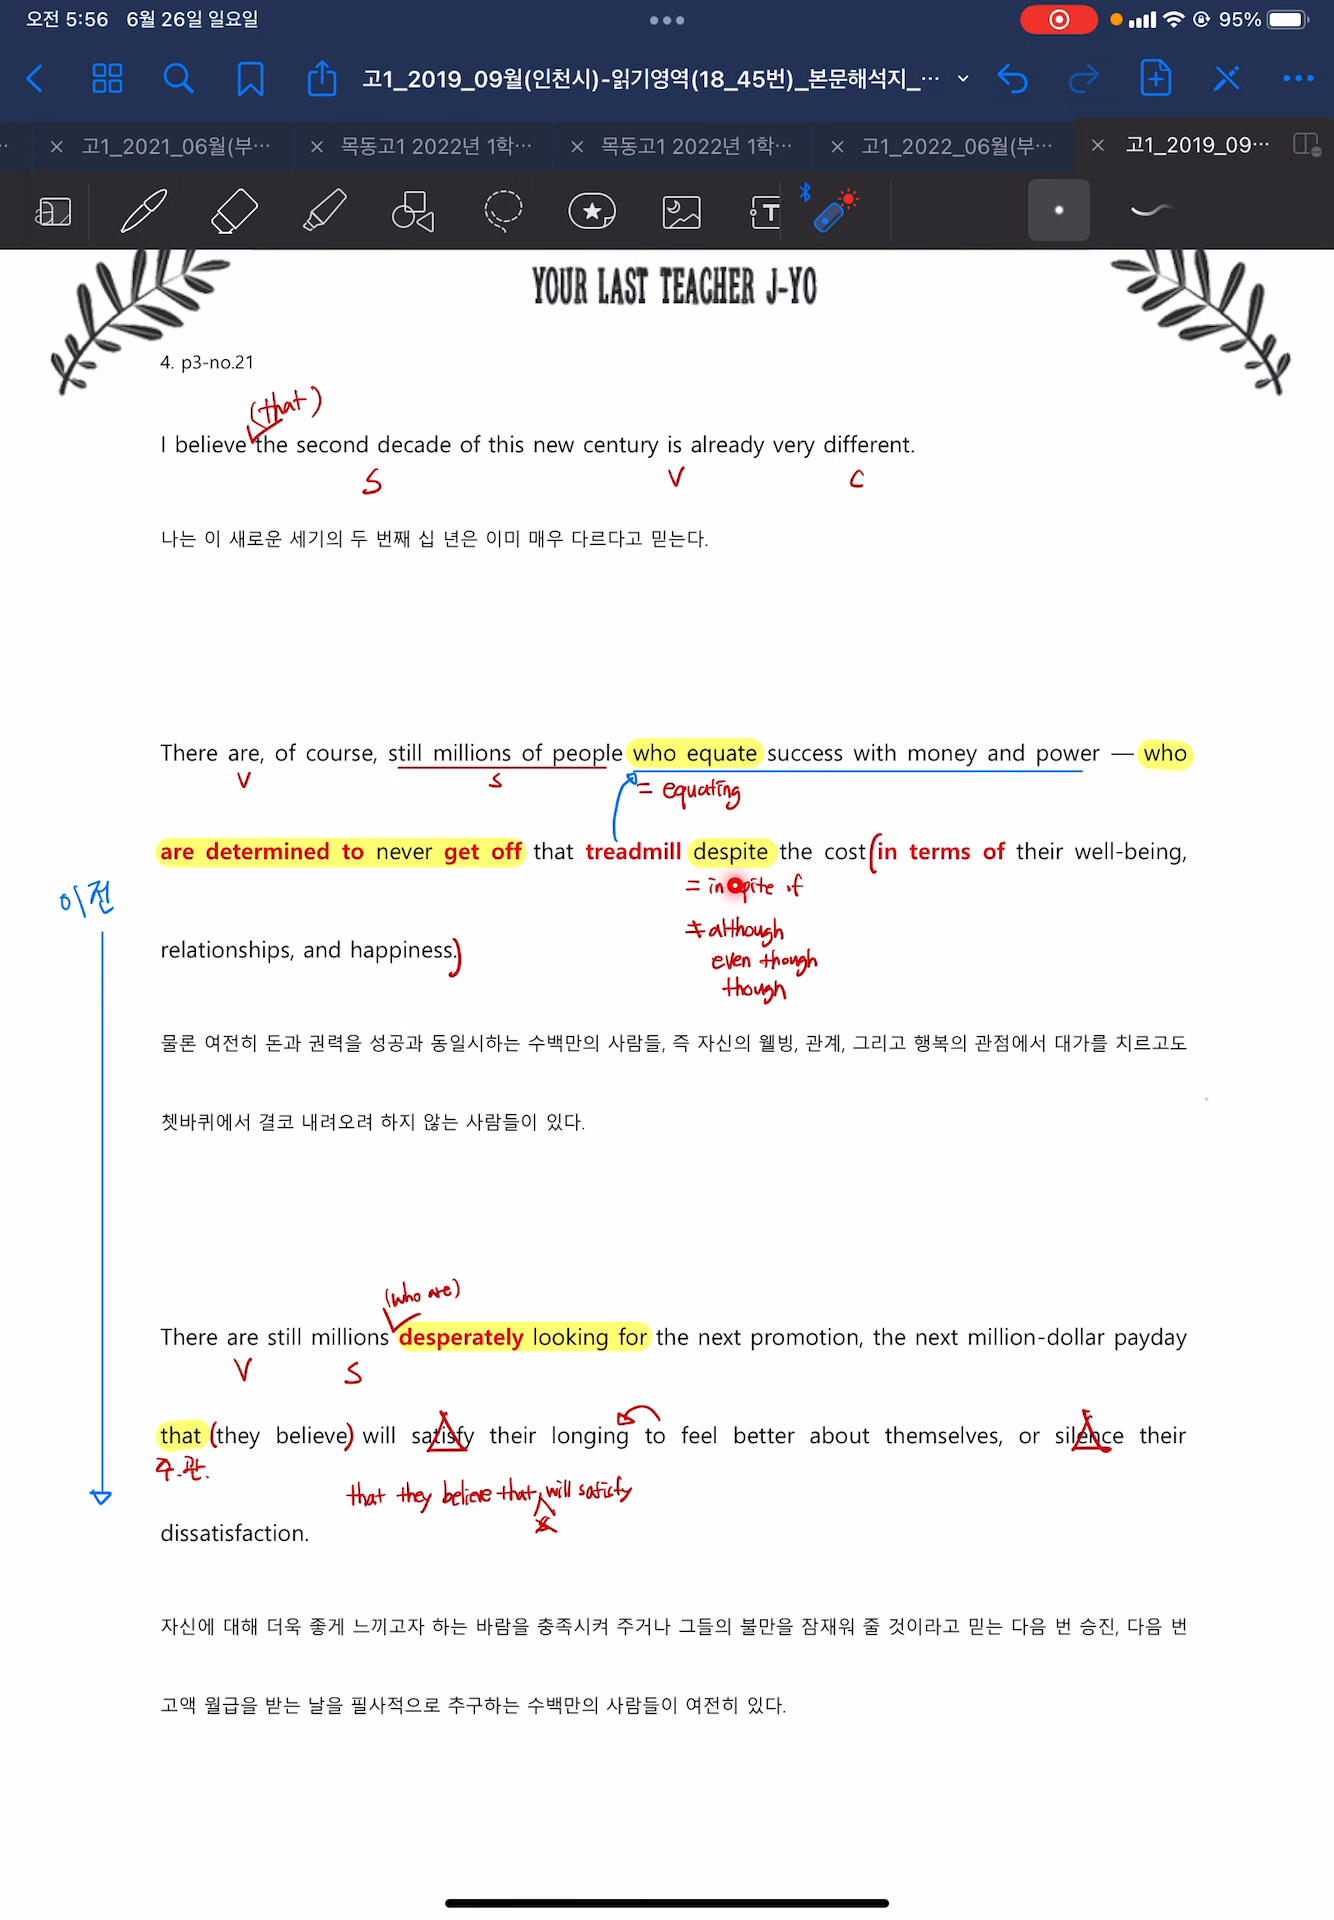 오전 5:56 6월 26일 일요일
95%
고1_2019_09월(인천시)-읽기영역(18_45번)_본문해석지_···
고1_2021_06월(부···
목동고1 2022년 1학···
목동고1 2022년 1학···
고1_2022_06월(부···
고1_2019_09···
YOUR LAST TEACHER J-YO
4. p3-no.21
(that)
I believe the second decade of this new century is already very different.
S V C
나는 이 새로운 세기의 두 번째 십 년은 이미 매우 다르다고 믿는다.
There are, of course, still millions of people who equate success with money and power — who
V S = equating
are determined to never get off that treadmill despite the cost (in terms of their well-being,
이전
= in spite of
≠ although
relationships, and happiness.)
even though
though
물론 여전히 돈과 권력을 성공과 동일시하는 수백만의 사람들, 즉 자신의 웰빙, 관계, 그리고 행복의 관점에서 대가를 치르고도
쳇바퀴에서 결코 내려오려 하지 않는 사람들이 있다.
(who are)
There are still millions desperately looking for the next promotion, the next million-dollar payday
V S
that (they believe) will satisfy their longing to feel better about themselves, or silence their
주.관.
that they believe that will satisfy
dissatisfaction.
자신에 대해 더욱 좋게 느끼고자 하는 바람을 충족시켜 주거나 그들의 불만을 잠재워 줄 것이라고 믿는 다음 번 승진, 다음 번
고액 월급을 받는 날을 필사적으로 추구하는 수백만의 사람들이 여전히 있다.